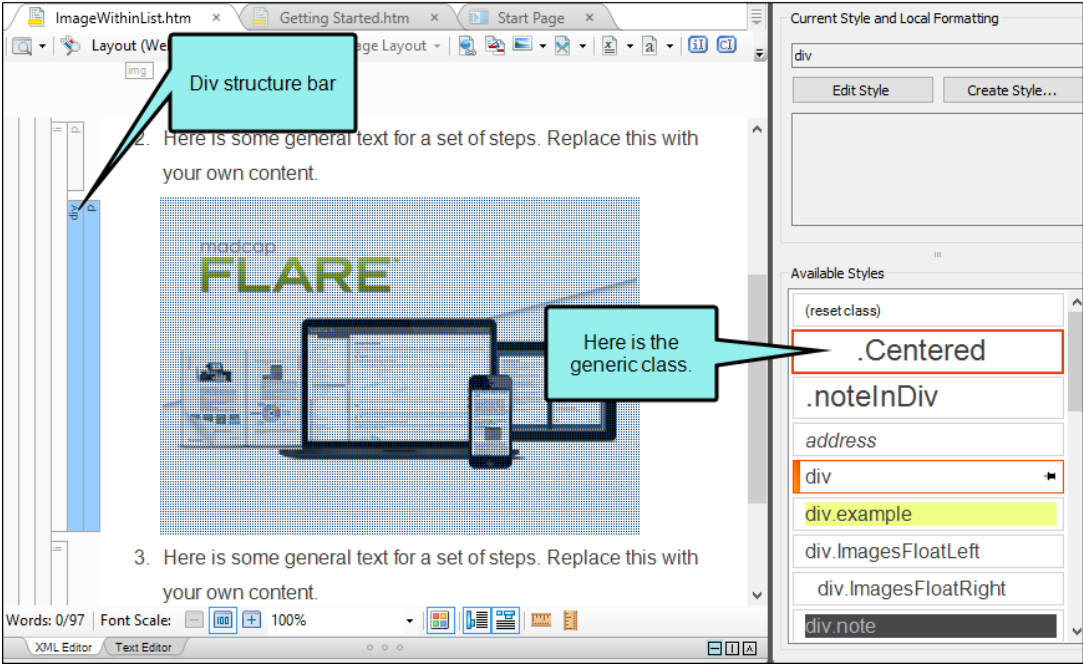 ImageWithinList.htm × Getting Started.htm × Start Page ×
Layout (We age Layout
img
Div structure bar
2. Here is some general text for a set of steps. Replace this with
your own content.
p
div p
madcap
FLARE™
3. Here is some general text for a set of steps. Replace this with
your own content.
Words: 0/97 Font Scale: 100 100%
XML Editor Text Editor
Current Style and Local Formatting
div
Edit Style Create Style...
Available Styles
(reset class)
Here is the
generic class.
.Centered
.noteInDiv
address
div
div.example
div.ImagesFloatLeft
div.ImagesFloatRight
div.note